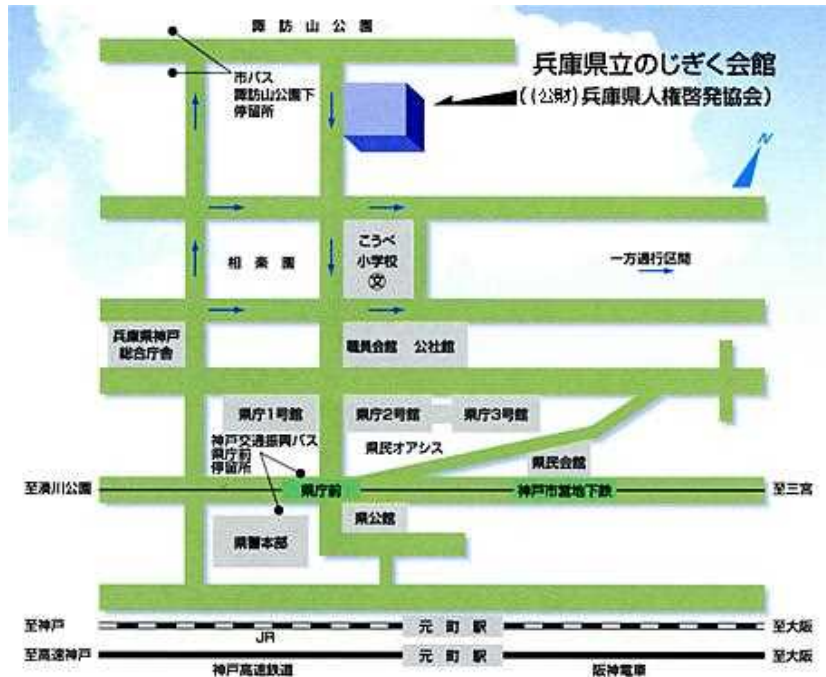 諏訪山公園
市バス
諏訪山公園下
停留所
兵庫県立のじぎく会館
((公財)兵庫県人権啓発協会)
N
相楽園
こうべ
小学校
文
一方通行区間
兵庫県神戸
総合庁舎
職員会館 公社館
県庁1号館
県庁2号館
県庁3号館
神戸交通振興バス
県庁前
停留所
県民オアシス
県民会館
至湊川公園
県庁前
神戸市営地下鉄
至三宮
県公館
県警本部
至神戸
JR
元町駅
至大阪
至高速神戸
神戸高速鉄道
元町駅
阪神電車
至大阪